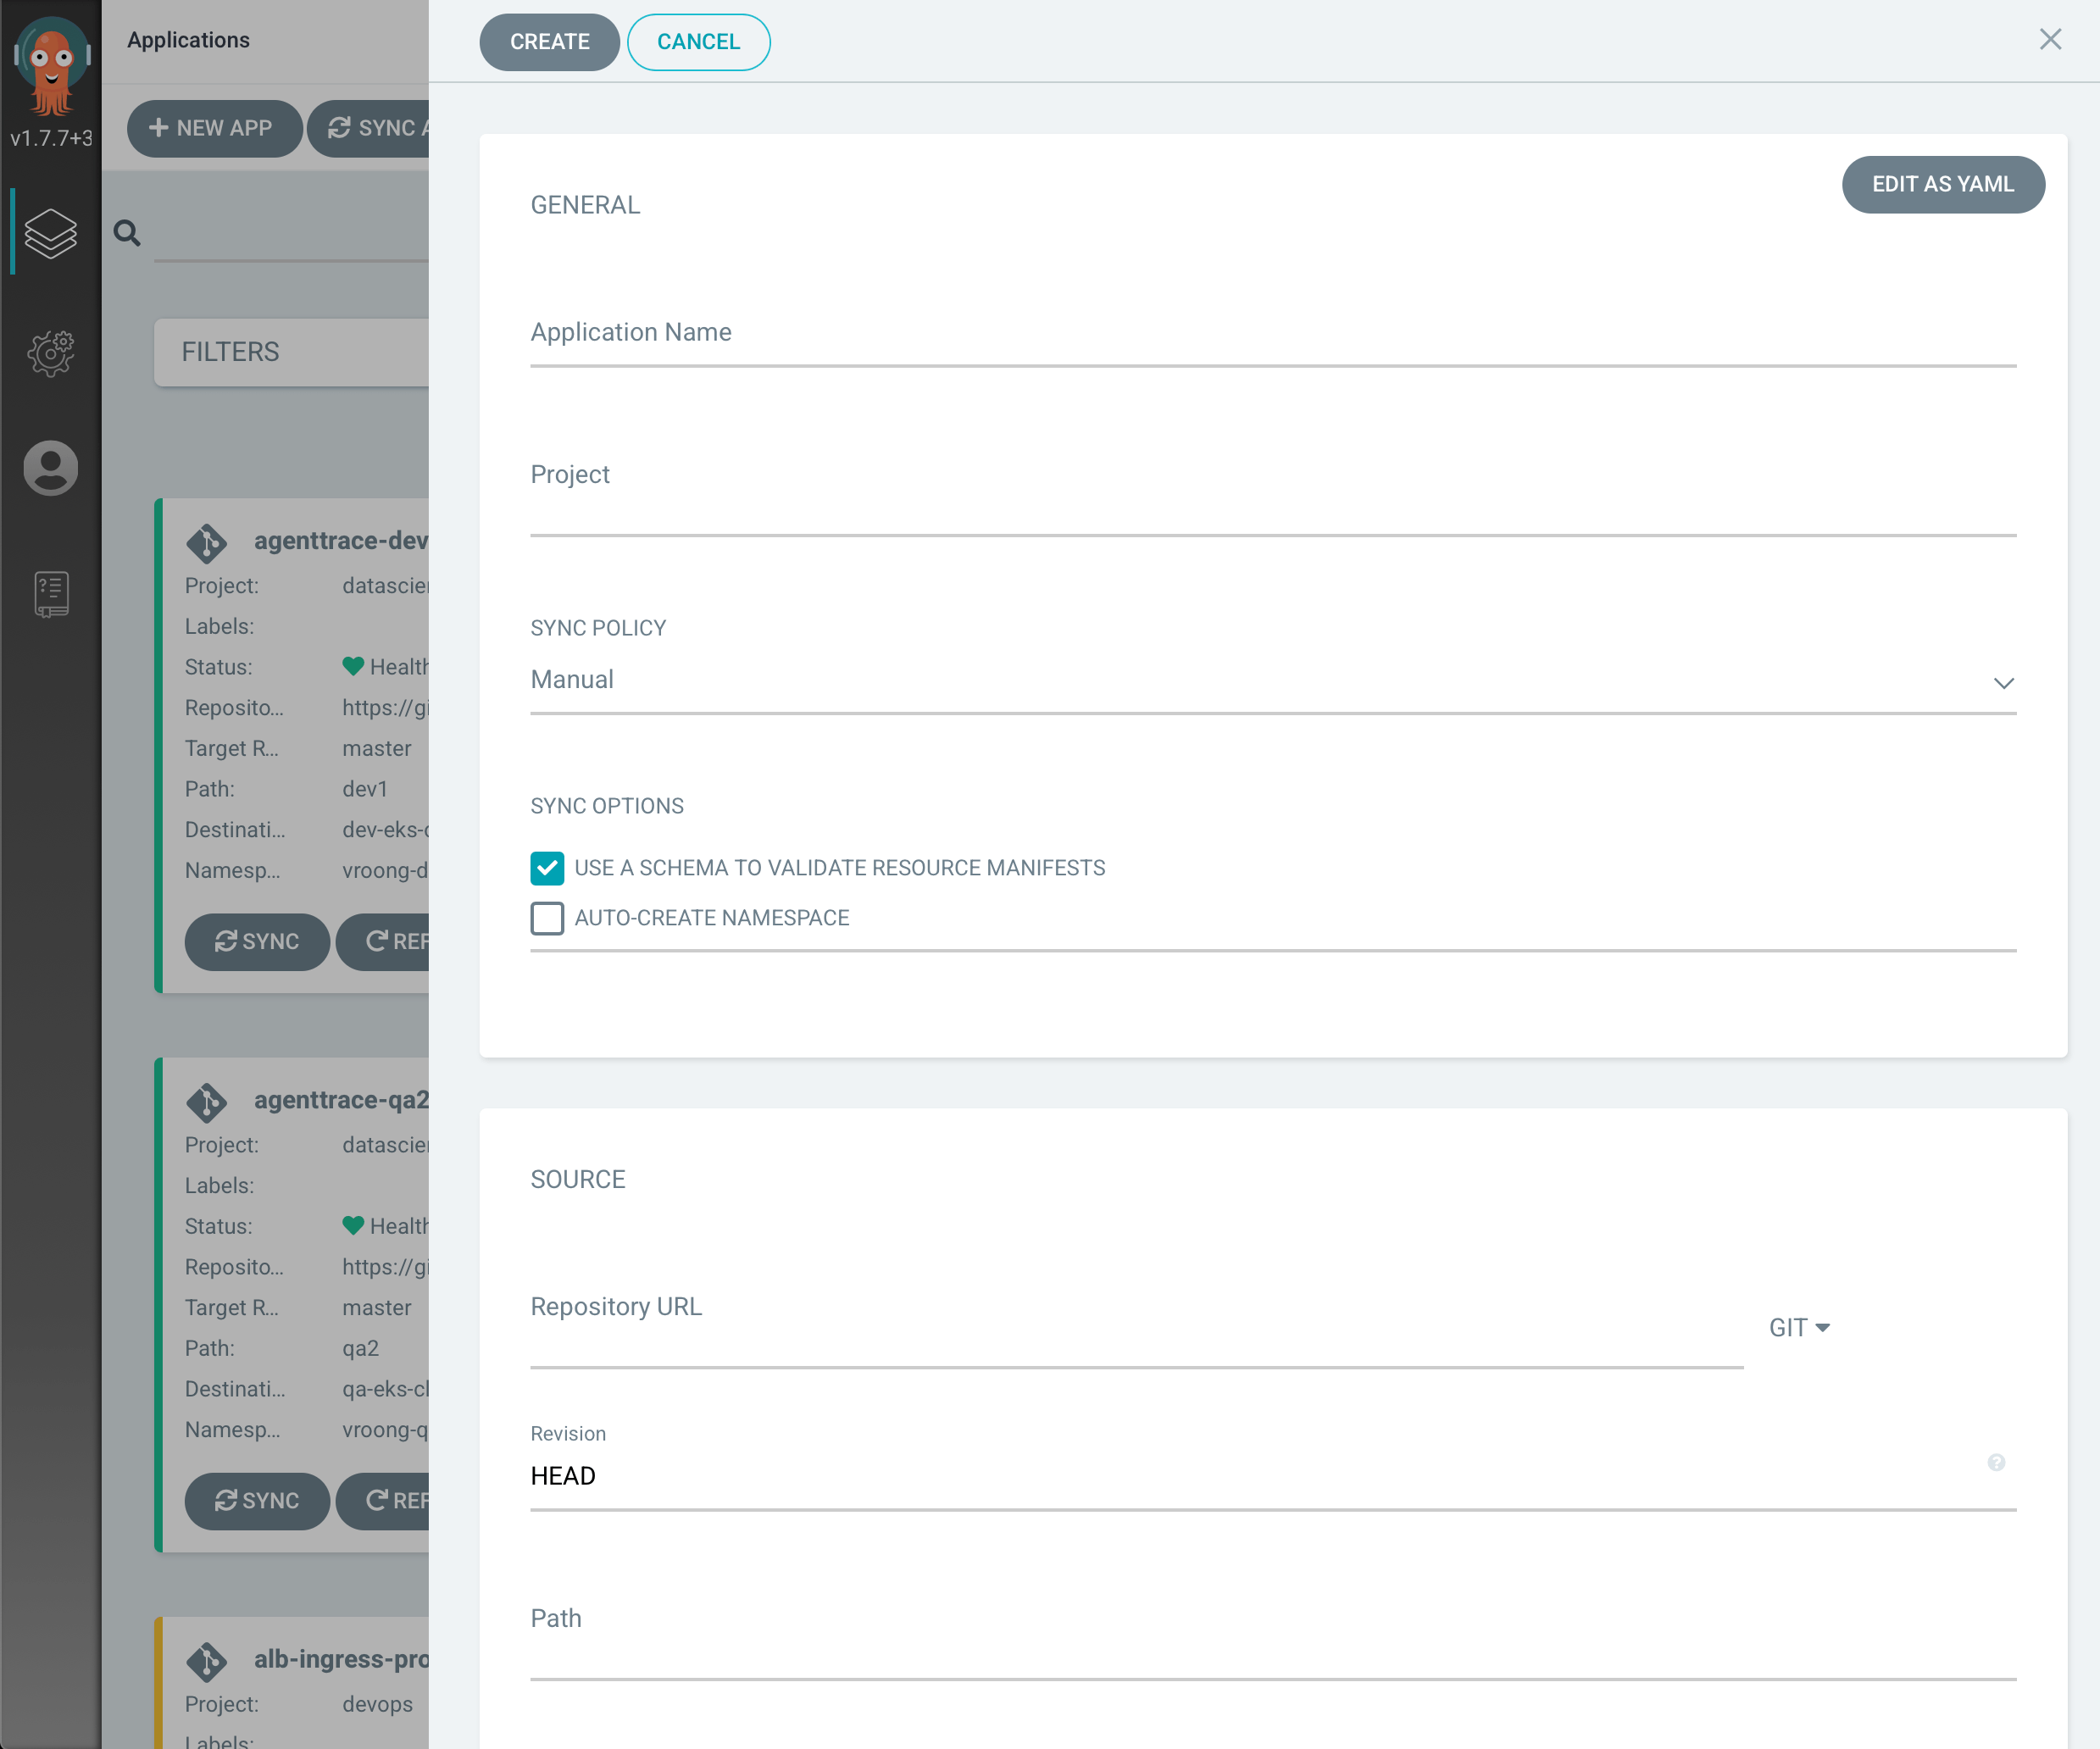 v1.7.7+3
Applications
NEW APP
SYNC A
FILTERS
agenttrace-dev
Project: datascie
Labels:
Status: Health
Reposito... https://gi
Target R... master
Path: dev1
Destinati... dev-eks-c
Namesp... vroong-d
SYNC REF
agenttrace-qa2
Project: datascie
Labels:
Status: Health
Reposito... https://gi
Target R... master
Path: qa2
Destinati... qa-eks-cl
Namesp... vroong-q
SYNC REF
alb-ingress-pro
Project: devops
Labels:
CREATE CANCEL
GENERAL
EDIT AS YAML
Application Name
Project
SYNC POLICY
Manual
SYNC OPTIONS
USE A SCHEMA TO VALIDATE RESOURCE MANIFESTS
AUTO-CREATE NAMESPACE
SOURCE
Repository URL
GIT
Revision
HEAD
Path